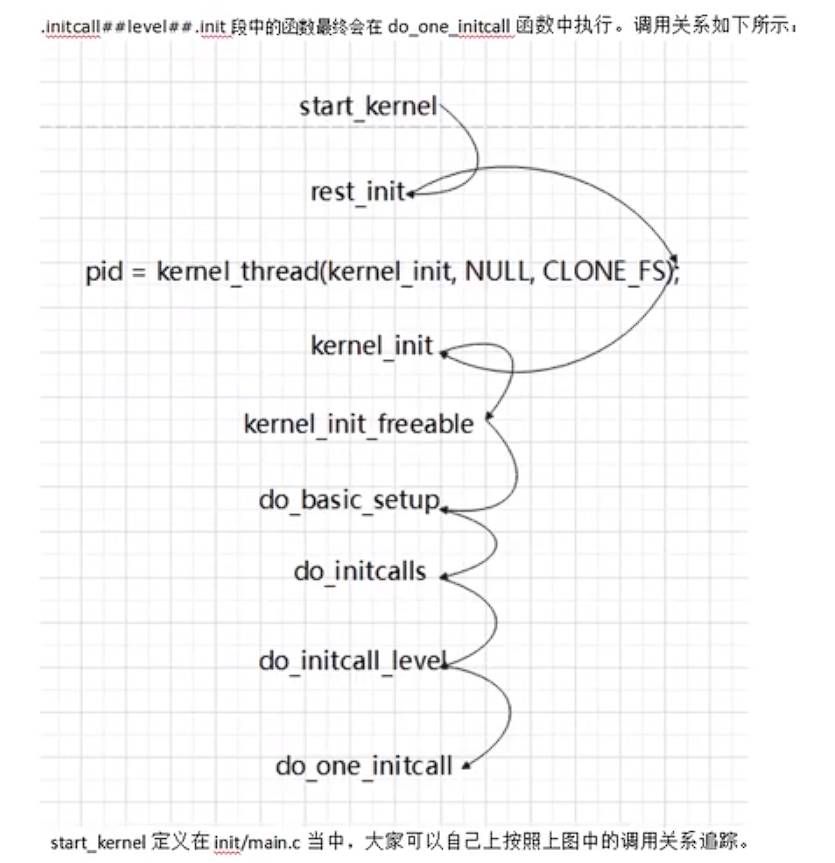 .initcall##level##.init 段中的函数最终会在 do_one_initcall 函数中执行。调用关系如下所示:
start_kernel
rest_init
pid = kernel_thread(kernel_init, NULL, CLONE_FS);
kernel_init
kernel_init_freeable
do_basic_setup
do_initcalls
do_initcall_level
do_one_initcall
start_kernel 定义在 init/main.c 当中，大家可以自己上按照上图中的调用关系追踪。